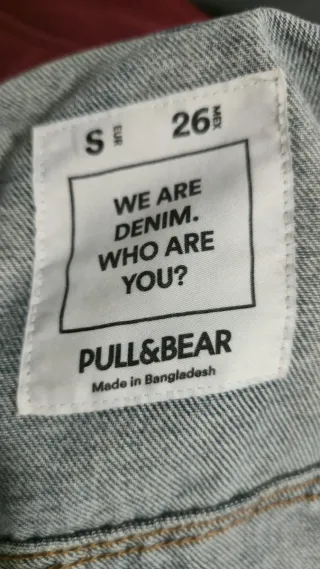 S EUR 26 MEX
WE ARE
DENIM.
WHO ARE
YOU?
PULL&BEAR
Made in Bangladesh